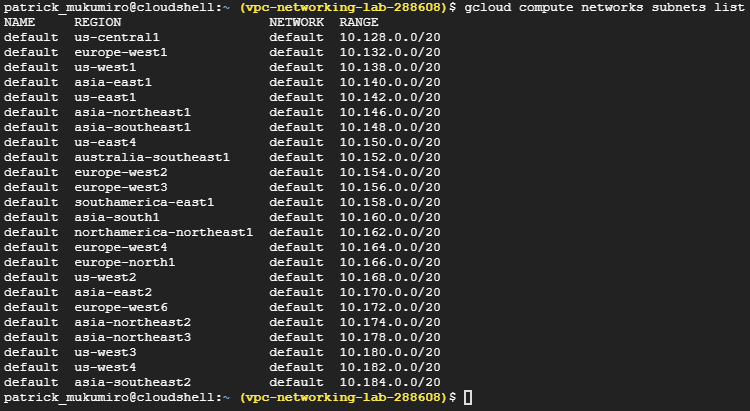 patrick_mukumiro@cloudshell:~ (vpc-networking-lab-288608)$ gcloud compute networks subnets list
NAME     REGION                   NETWORK  RANGE
default  us-central1              default  10.128.0.0/20
default  europe-west1             default  10.132.0.0/20
default  us-west1                 default  10.138.0.0/20
default  asia-east1               default  10.140.0.0/20
default  us-east1                 default  10.142.0.0/20
default  asia-northeast1          default  10.146.0.0/20
default  asia-southeast1          default  10.148.0.0/20
default  us-east4                 default  10.150.0.0/20
default  australia-southeast1     default  10.152.0.0/20
default  europe-west2             default  10.154.0.0/20
default  europe-west3             default  10.156.0.0/20
default  southamerica-east1       default  10.158.0.0/20
default  asia-south1              default  10.160.0.0/20
default  northamerica-northeast1  default  10.162.0.0/20
default  europe-west4             default  10.164.0.0/20
default  europe-north1            default  10.166.0.0/20
default  us-west2                 default  10.168.0.0/20
default  asia-east2               default  10.170.0.0/20
default  europe-west6             default  10.172.0.0/20
default  asia-northeast2          default  10.174.0.0/20
default  asia-northeast3          default  10.178.0.0/20
default  us-west3                 default  10.180.0.0/20
default  us-west4                 default  10.182.0.0/20
default  asia-southeast2          default  10.184.0.0/20
patrick_mukumiro@cloudshell:~ (vpc-networking-lab-288608)$